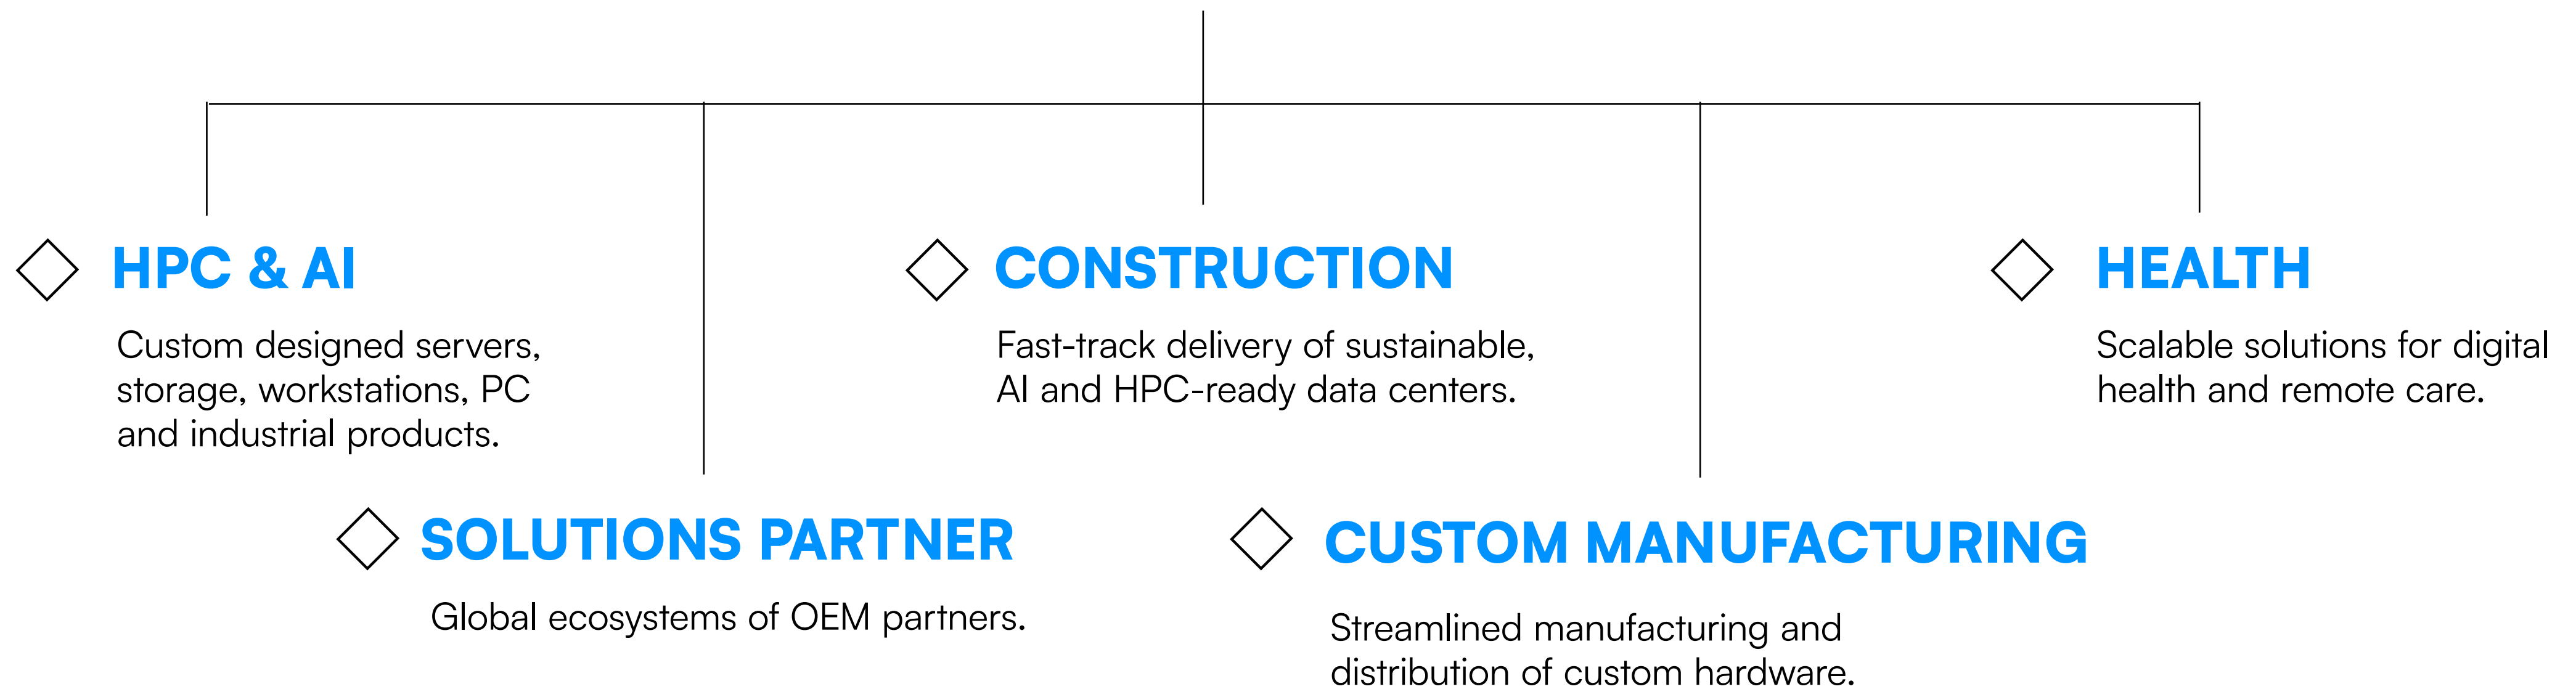 HPC & AI
Custom designed servers,
storage, workstations, PC
and industrial products.
CONSTRUCTION
Fast-track delivery of sustainable,
AI and HPC-ready data centers.
HEALTH
Scalable solutions for digital
health and remote care.
SOLUTIONS PARTNER
Global ecosystems of OEM partners.
CUSTOM MANUFACTURING
Streamlined manufacturing and
distribution of custom hardware.